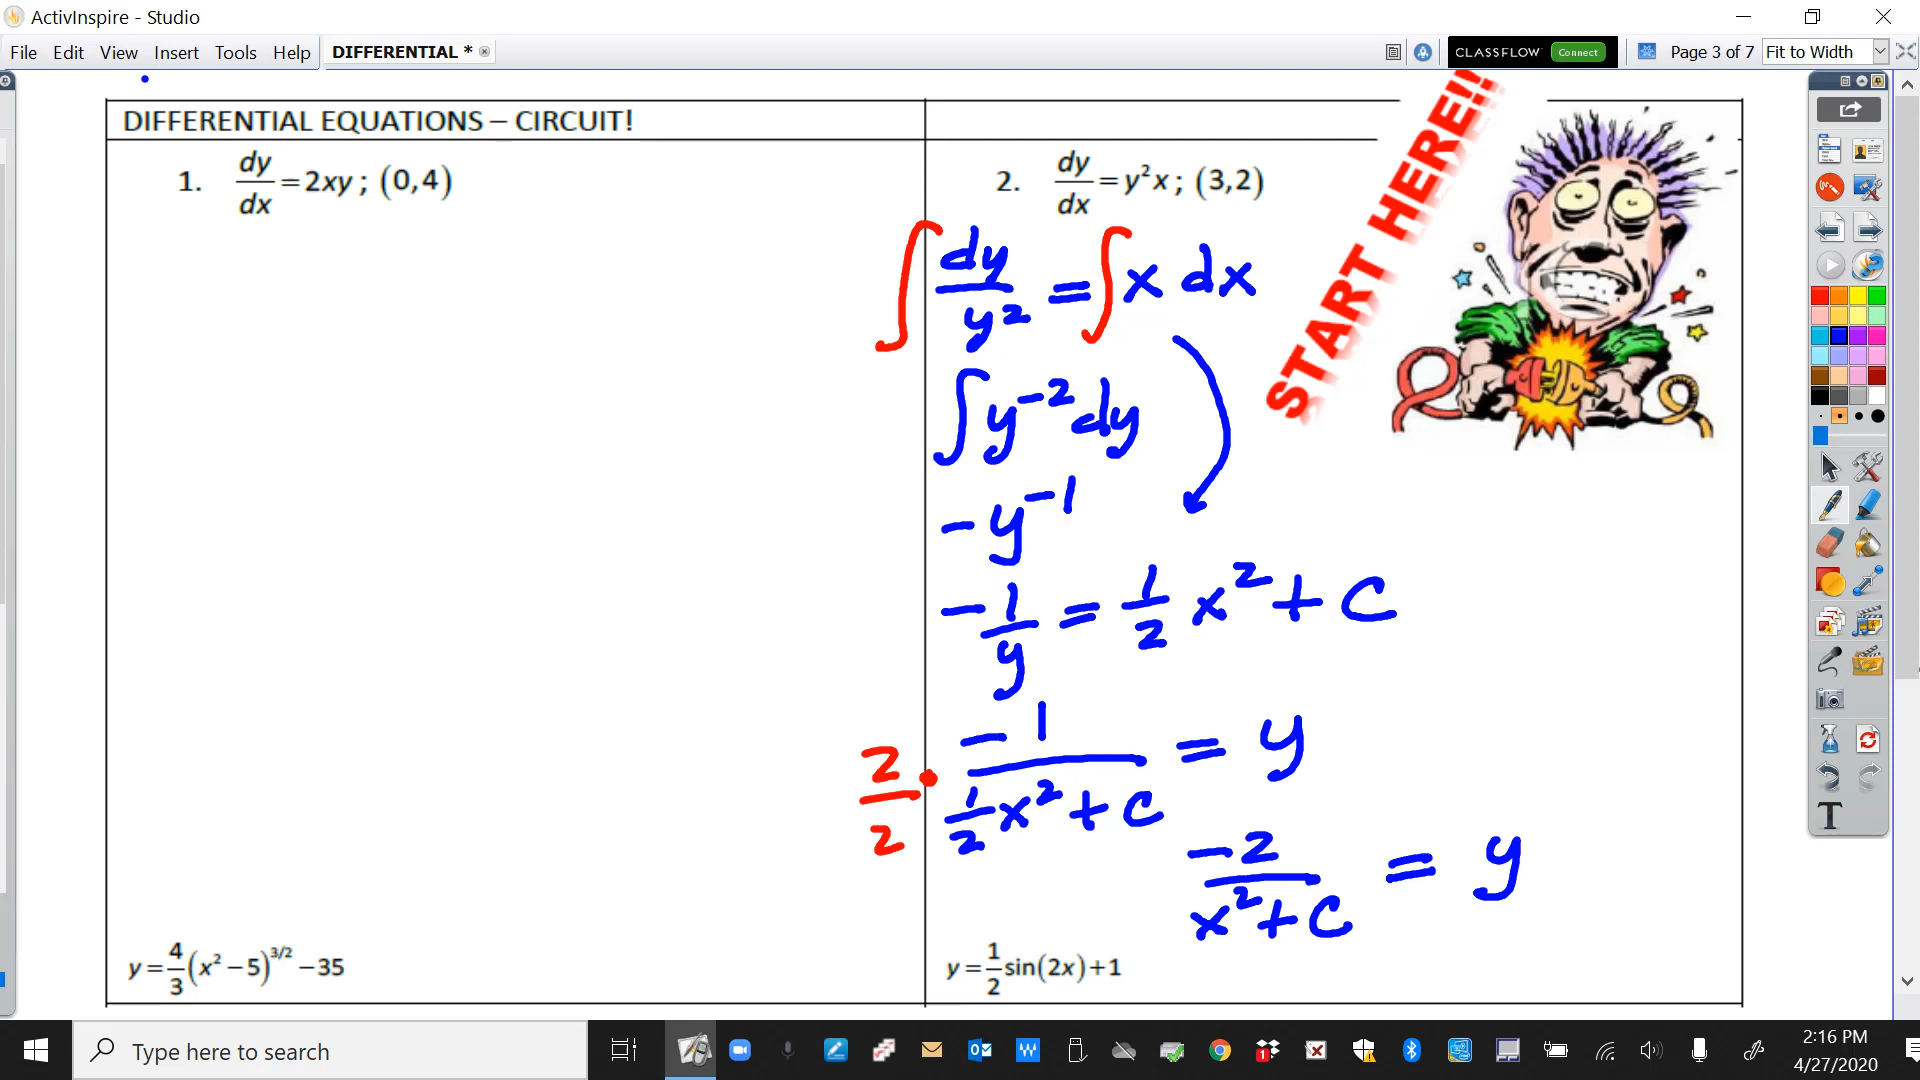 ActivInspire - Studio
File Edit View Insert Tools Help DIFFERENTIAL * CLASSFLOW Connect Page 3 of 7 Fit to Width
DIFFERENTIAL EQUATIONS – CIRCUIT!
START HERE!!!
1. dy/dx = 2xy ; (0,4)
2. dy/dx = y²x ; (3,2)
∫ dy/y² = ∫ x dx
∫ y⁻² dy
- y⁻¹
- 1/y = 1/2 x² + C
2/2 · -1/(1/2 x² + C) = y
-2/(x² + C) = y
y = 4/3 (x² – 5)^3/2 – 35
y = 1/2 sin(2x) + 1
T
Type here to search
1
2:16 PM
4/27/2020